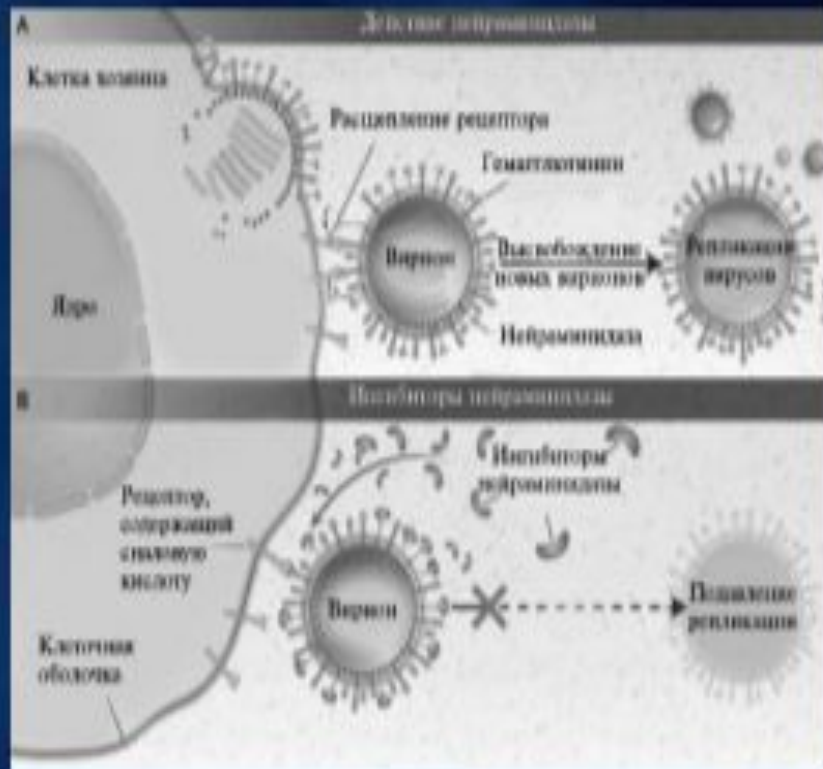 А
Действие нейраминидазы
Клетка хозяина
Расщепление рецептора
Гемагглютинин
Вирион
Высвобождение
новых вирионов
Репликация
вирусов
Ядро
Нейраминидаза
В
Ингибиторы нейраминидазы
Ингибиторы
нейраминидазы
Рецептор,
содержащий
сиаловую
кислоту
Вирион
Подавление
репликации
Клеточная
оболочка